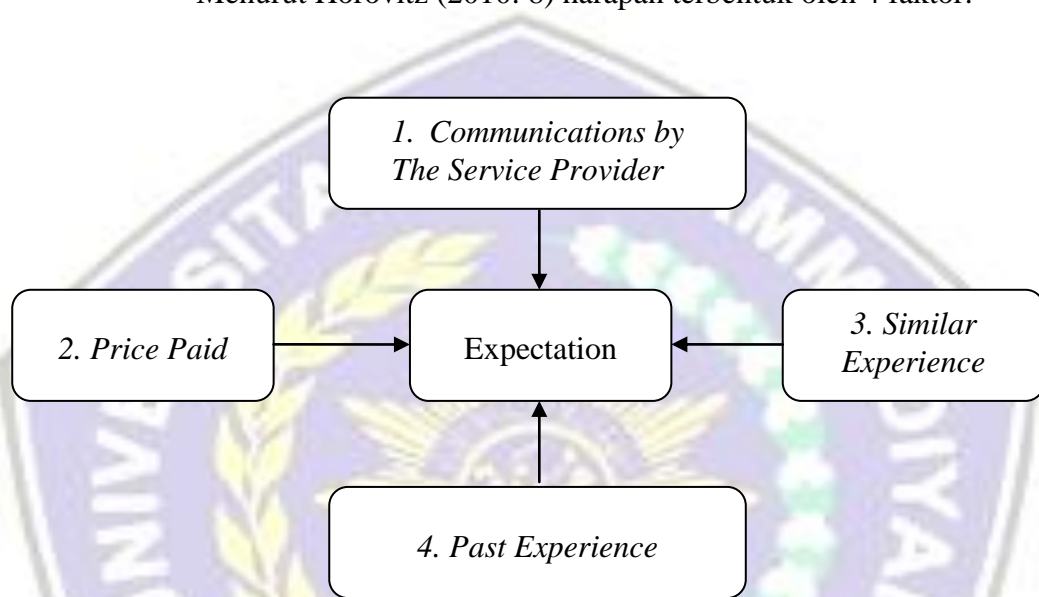 Menurut Horovitz (2010: 8) harapan terbentuk oleh 4 faktor:
1. Communications by
The Service Provider
2. Price Paid
Expectation
3. Similar
Experience
4. Past Experience